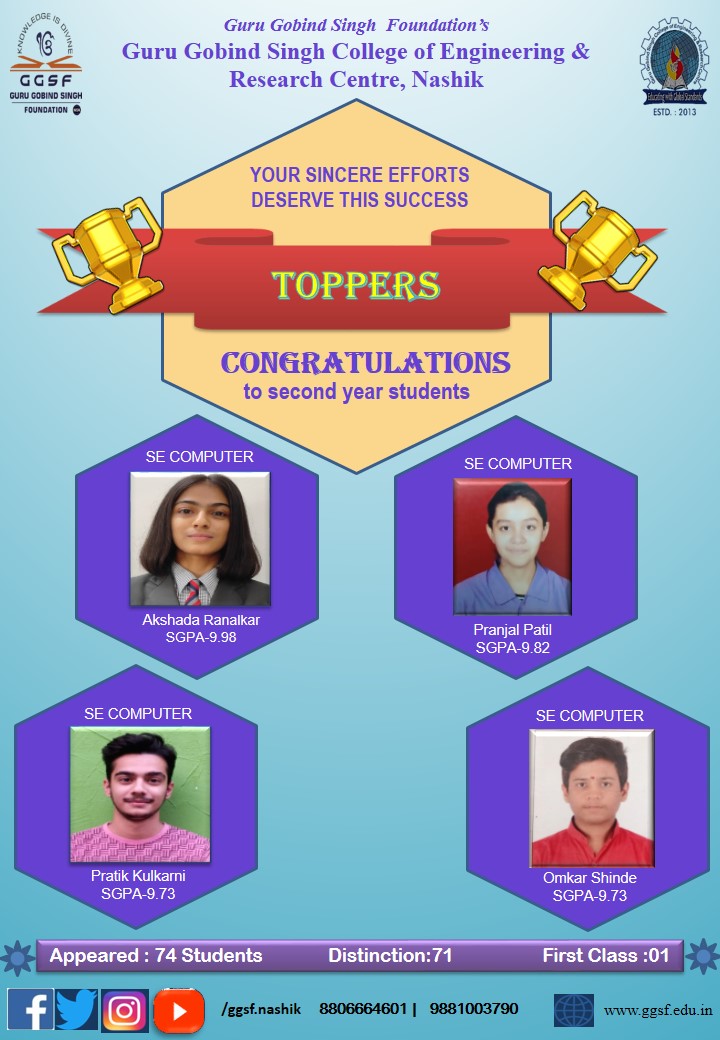 KNOWLEDGE IS DIVINE
GGSF
GURU GOBIND SINGH
FOUNDATION
Guru Gobind Singh Foundation's
Guru Gobind Singh College of Engineering &
Research Centre, Nashik
Educating with Global Standards
ESTD. : 2013
YOUR SINCERE EFFORTS
DESERVE THIS SUCCESS
TOPPERS
CONGRATULATIONS
to second year students
SE COMPUTER
Akshada Ranalkar
SGPA-9.98
SE COMPUTER
Pranjal Patil
SGPA-9.82
SE COMPUTER
Pratik Kulkarni
SGPA-9.73
SE COMPUTER
Omkar Shinde
SGPA-9.73
Appeared : 74 Students Distinction:71 First Class :01
/ggsf.nashik 8806664601 | 9881003790 www.ggsf.edu.in